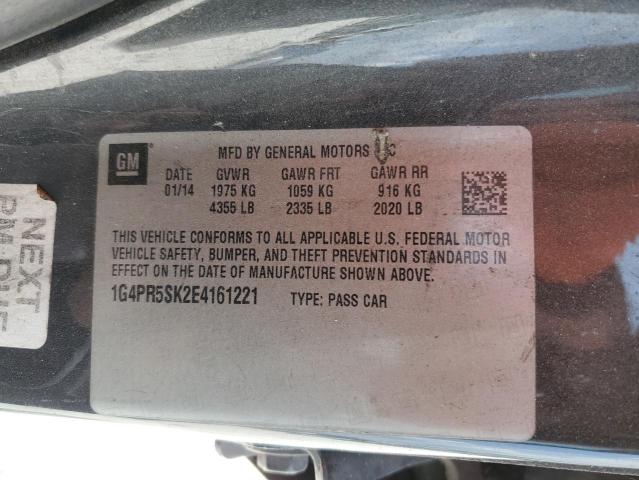 GM
MFD BY GENERAL MOTORS
DATE GVWR GAWR FRT GAWR RR
01/14 1975 KG 1059 KG 916 KG
4355 LB 2335 LB 2020 LB
THIS VEHICLE CONFORMS TO ALL APPLICABLE U.S. FEDERAL MOTOR
VEHICLE SAFETY, BUMPER, AND THEFT PREVENTION STANDARDS IN
EFFECT ON THE DATE OF MANUFACTURE SHOWN ABOVE.
1G4PR5SK2E4161221 TYPE: PASS CAR
NEXT